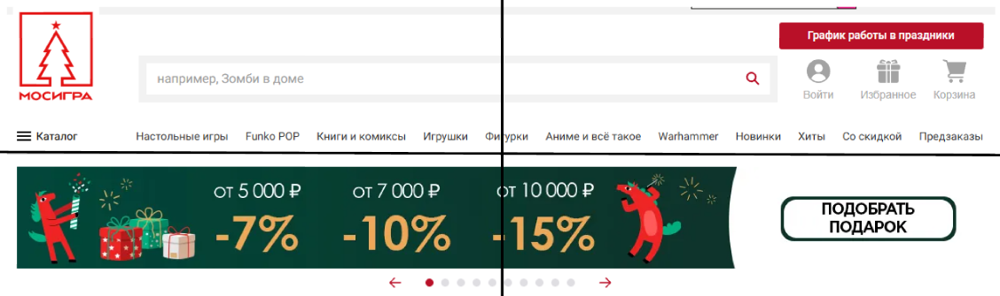 График работы в праздники
МОСИГРА
например, Зомби в доме
Войти Избранное Корзина
Каталог Настольные игры Funko POP Книги и комиксы Игрушки Фигурки Аниме и всё такое Warhammer Новинки Хиты Со скидкой Предзаказы
от 5 000 ₽ от 7 000 ₽ от 10 000 ₽
-7% -10% -15%
ПОДОБРАТЬ
ПОДАРОК